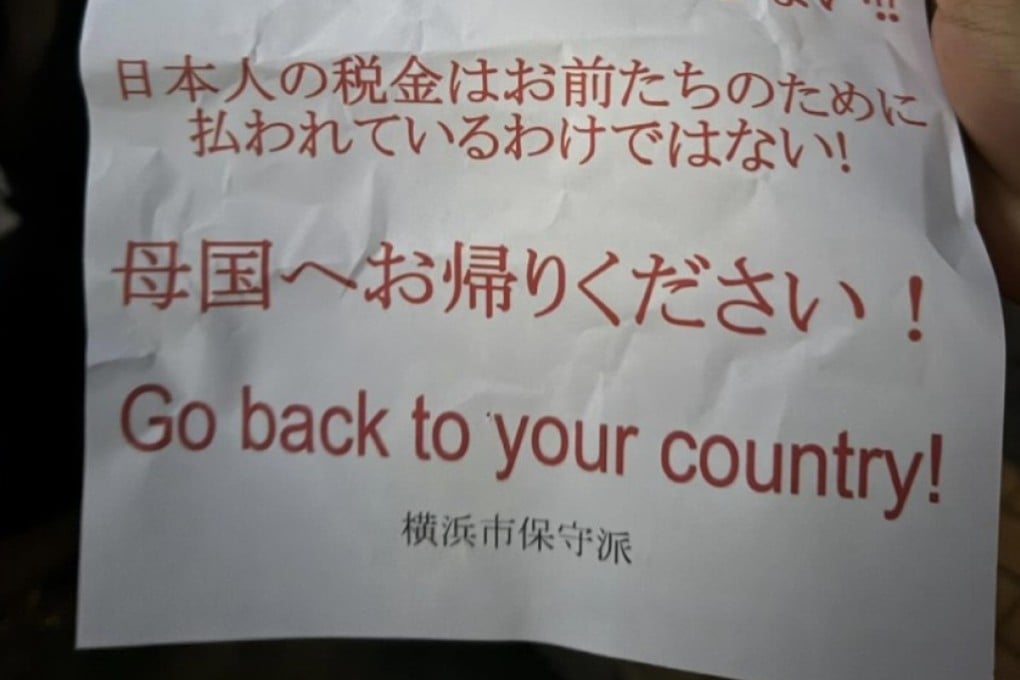 ない!!
日本人の税金はお前たちのために
払われているわけではない!
母国へお帰りください！
Go back to your country!
横浜市保守派